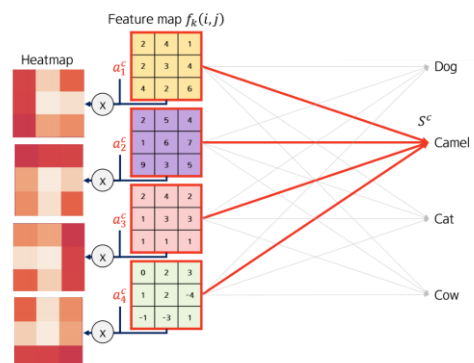 Feature map f_k(i,j)
Heatmap
2 4 1
2 3 4
4 2 6
a_1^c
X
2 5 4
1 6 7
9 3 5
a_2^c
X
2 4 2
1 3 3
1 1 1
a_3^c
X
0 2 3
1 2 -4
-1 -3 1
a_4^c
X
S^c
Dog
Camel
Cat
Cow